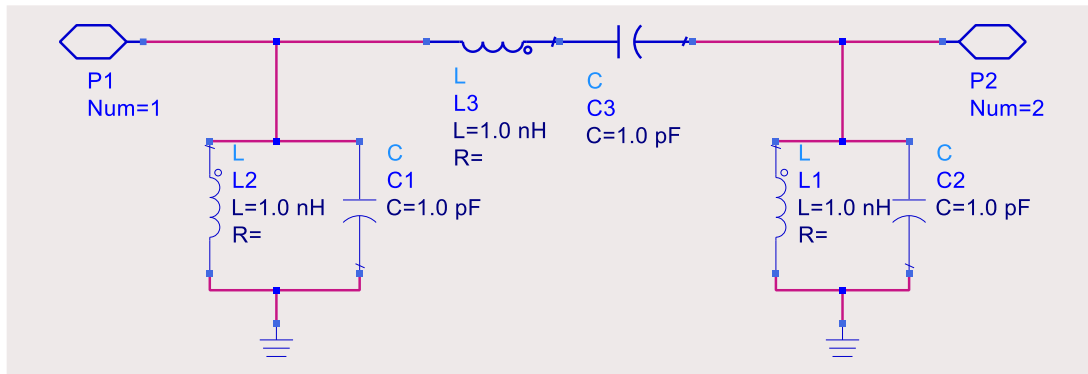 P1
Num=1
L
L3
L=1.0 nH
R=
C
C3
C=1.0 pF
P2
Num=2
L
L2
L=1.0 nH
R=
C
C1
C=1.0 pF
L
L1
L=1.0 nH
R=
C
C2
C=1.0 pF